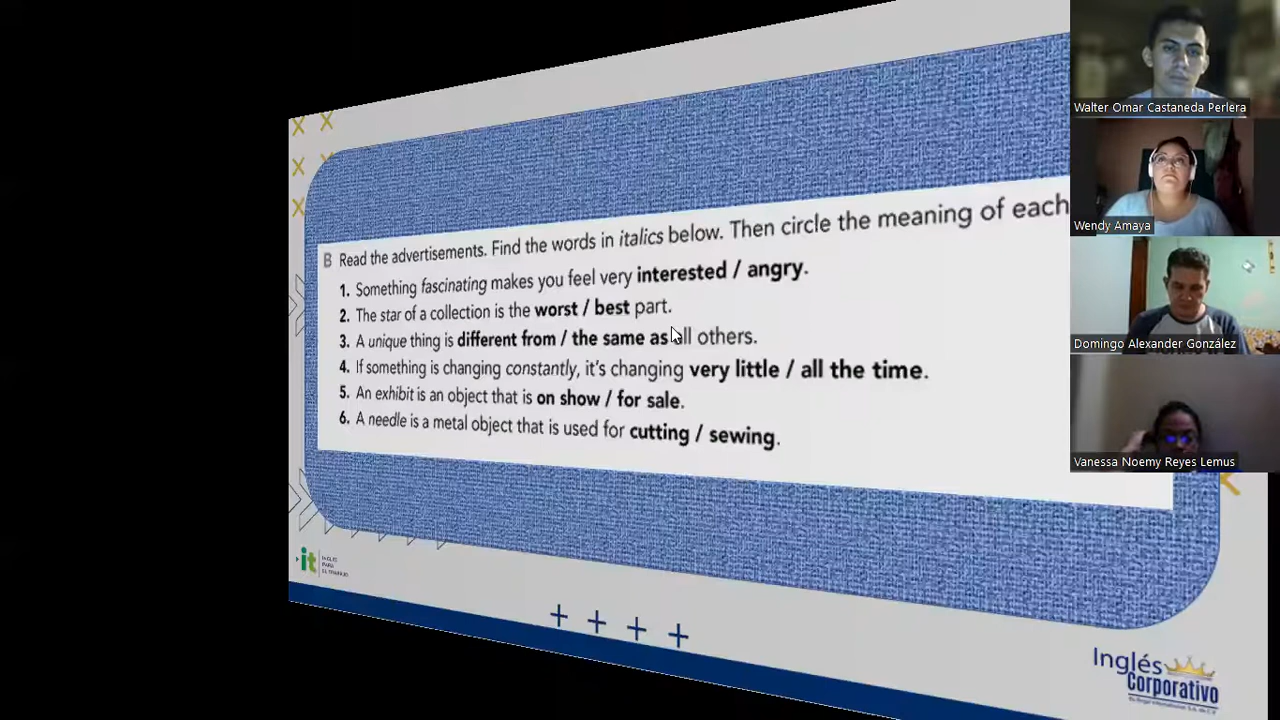 B Read the advertisements. Find the words in italics below. Then circle the meaning of each
1. Something fascinating makes you feel very interested / angry.
2. The star of a collection is the worst / best part.
3. A unique thing is different from / the same as all others.
4. If something is changing constantly, it's changing very little / all the time.
5. An exhibit is an object that is on show / for sale.
6. A needle is a metal object that is used for cutting / sewing.
it
INGLÉS
PARA
EL TRABAJO
Inglés
Corporativo
Walter Omar Castaneda Perlera
Wendy Amaya
Domingo Alexander González
Vanessa Noemy Reyes Lemus